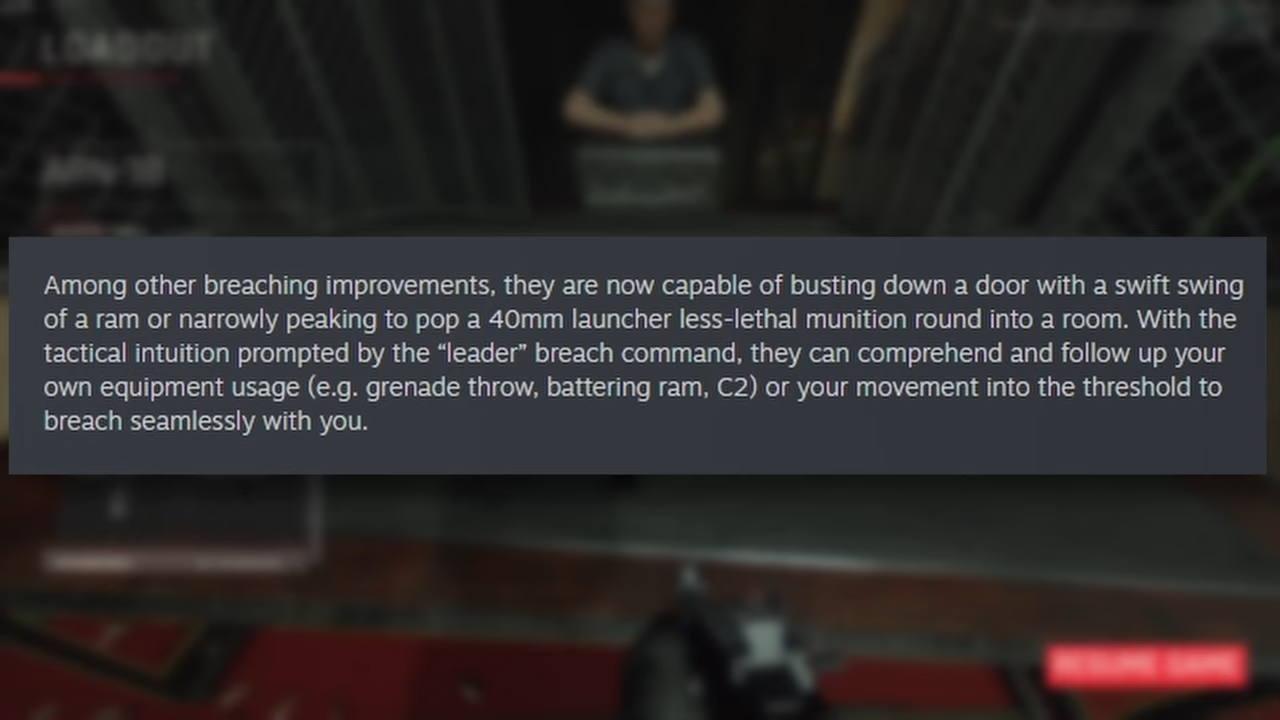 LOADOUT
Among other breaching improvements, they are now capable of busting down a door with a swift swing
of a ram or narrowly peaking to pop a 40mm launcher less-lethal munition round into a room. With the
tactical intuition prompted by the “leader” breach command, they can comprehend and follow up your
own equipment usage (e.g. grenade throw, battering ram, C2) or your movement into the threshold to
breach seamlessly with you.
RESUME GAME